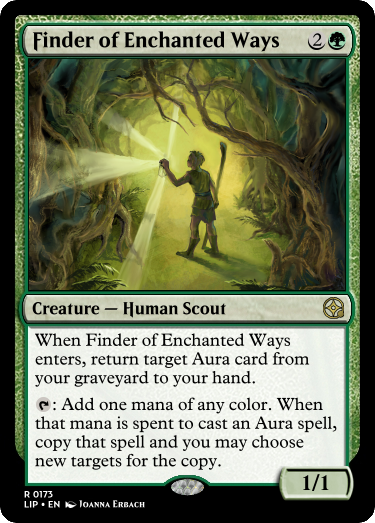 Finder of Enchanted Ways 2
Creature — Human Scout
When Finder of Enchanted Ways
enters, return target Aura card from
your graveyard to your hand.
: Add one mana of any color. When
that mana is spent to cast an Aura spell,
copy that spell and you may choose
new targets for the copy.
1/1
R 0173
LIP • EN Joanna Erbach